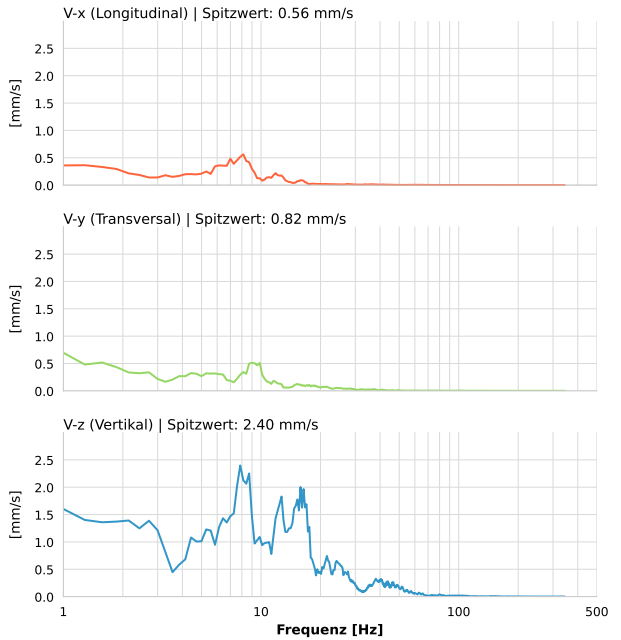 V-x (Longitudinal) | Spitzwert: 0.56 mm/s
[mm/s]
2.5
2.0
1.5
1.0
0.5
0.0
V-y (Transversal) | Spitzwert: 0.82 mm/s
[mm/s]
2.5
2.0
1.5
1.0
0.5
0.0
V-z (Vertikal) | Spitzwert: 2.40 mm/s
[mm/s]
2.5
2.0
1.5
1.0
0.5
0.0
1 10 100 500
Frequenz [Hz]